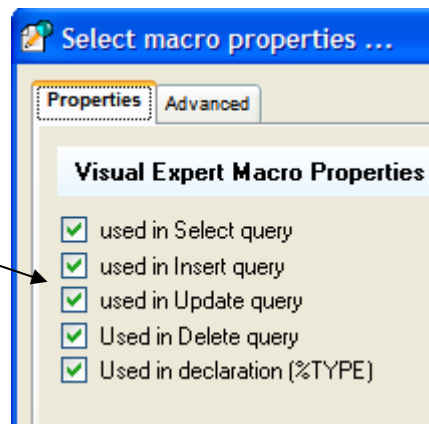 Select macro properties ...
Properties Advanced
Visual Expert Macro Properties
used in Select query
used in Insert query
used in Update query
Used in Delete query
Used in declaration (%TYPE)